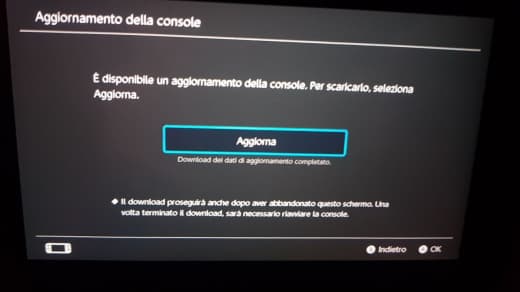 Aggiornamento della console
È disponibile un aggiornamento della console. Per scaricarlo, seleziona
Aggiorna.
Aggiorna
Download dei dati di aggiornamento completato.
◆ Il download proseguirà anche dopo aver abbandonato questo schermo. Una
volta terminato il download, sarà necessario riavviare la console.
Indietro OK